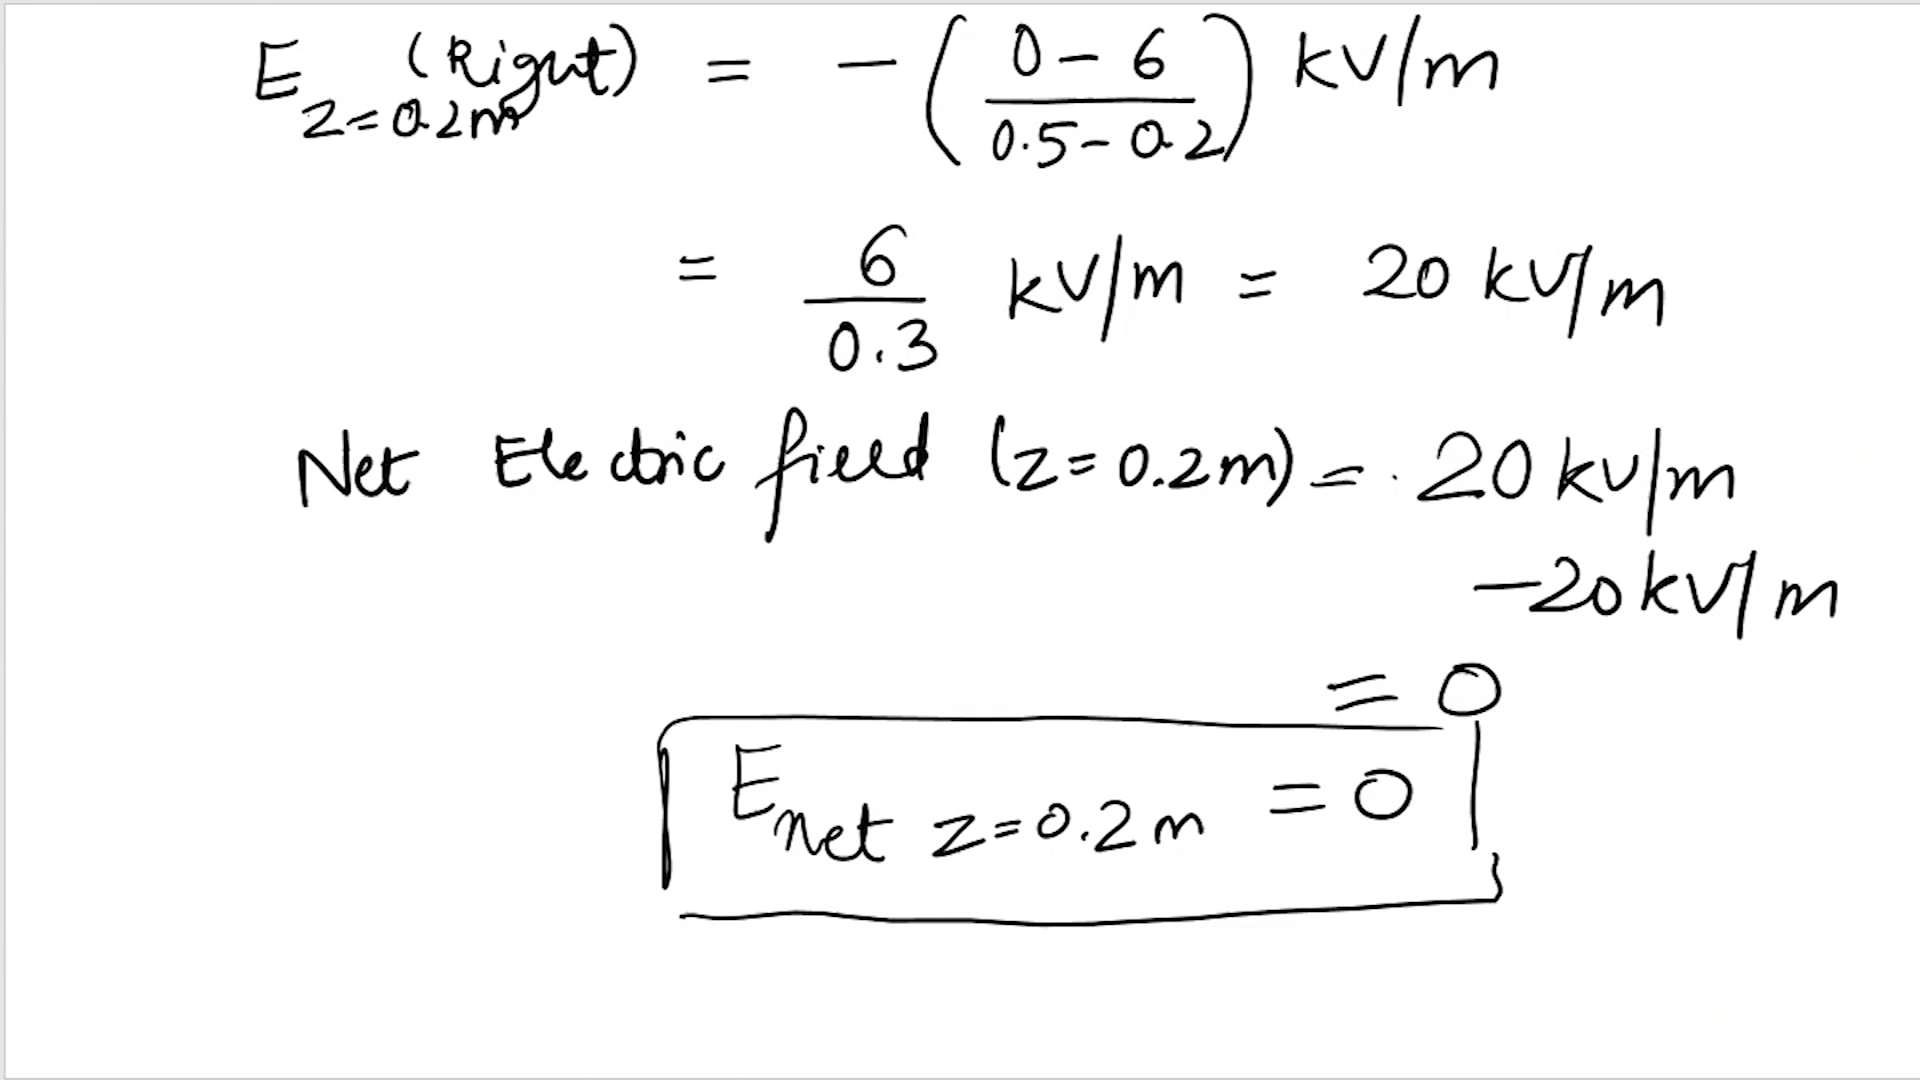 E z=0.2m (Right) = - ( (0 - 6) / (0.5 - 0.2) ) kV/m
= 6 / 0.3 kV/m = 20 kV/m
Net Electric field (z=0.2m) = 20 kV/m
-20 kV/m
= 0
E net z=0.2m = 0